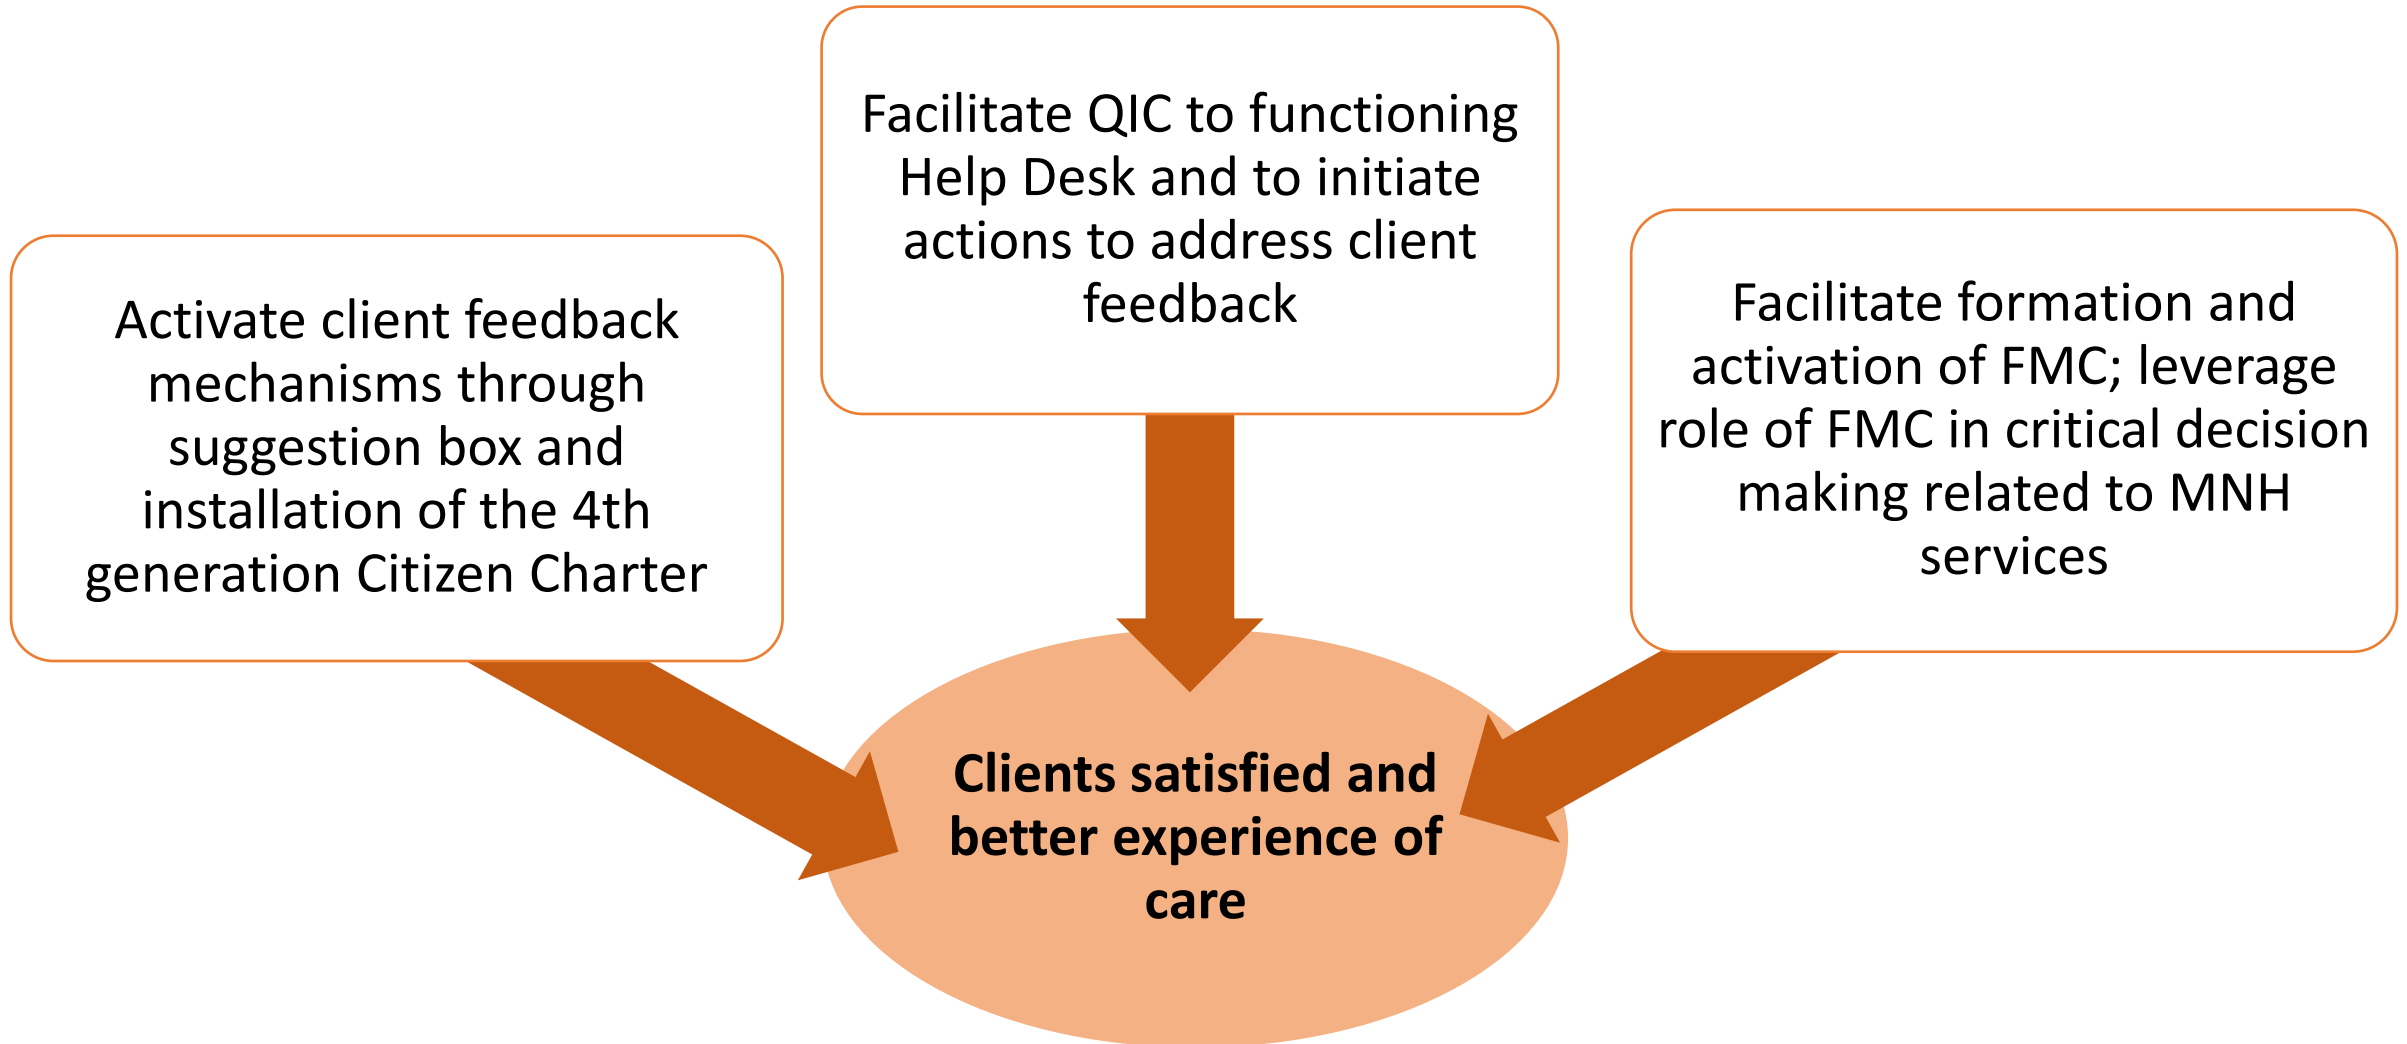 Facilitate QIC to functioning
Help Desk and to initiate
actions to address client
feedback
Activate client feedback
mechanisms through
suggestion box and
installation of the 4th
generation Citizen Charter
Facilitate formation and
activation of FMC; leverage
role of FMC in critical decision
making related to MNH
services
Clients satisfied and
better experience of
care